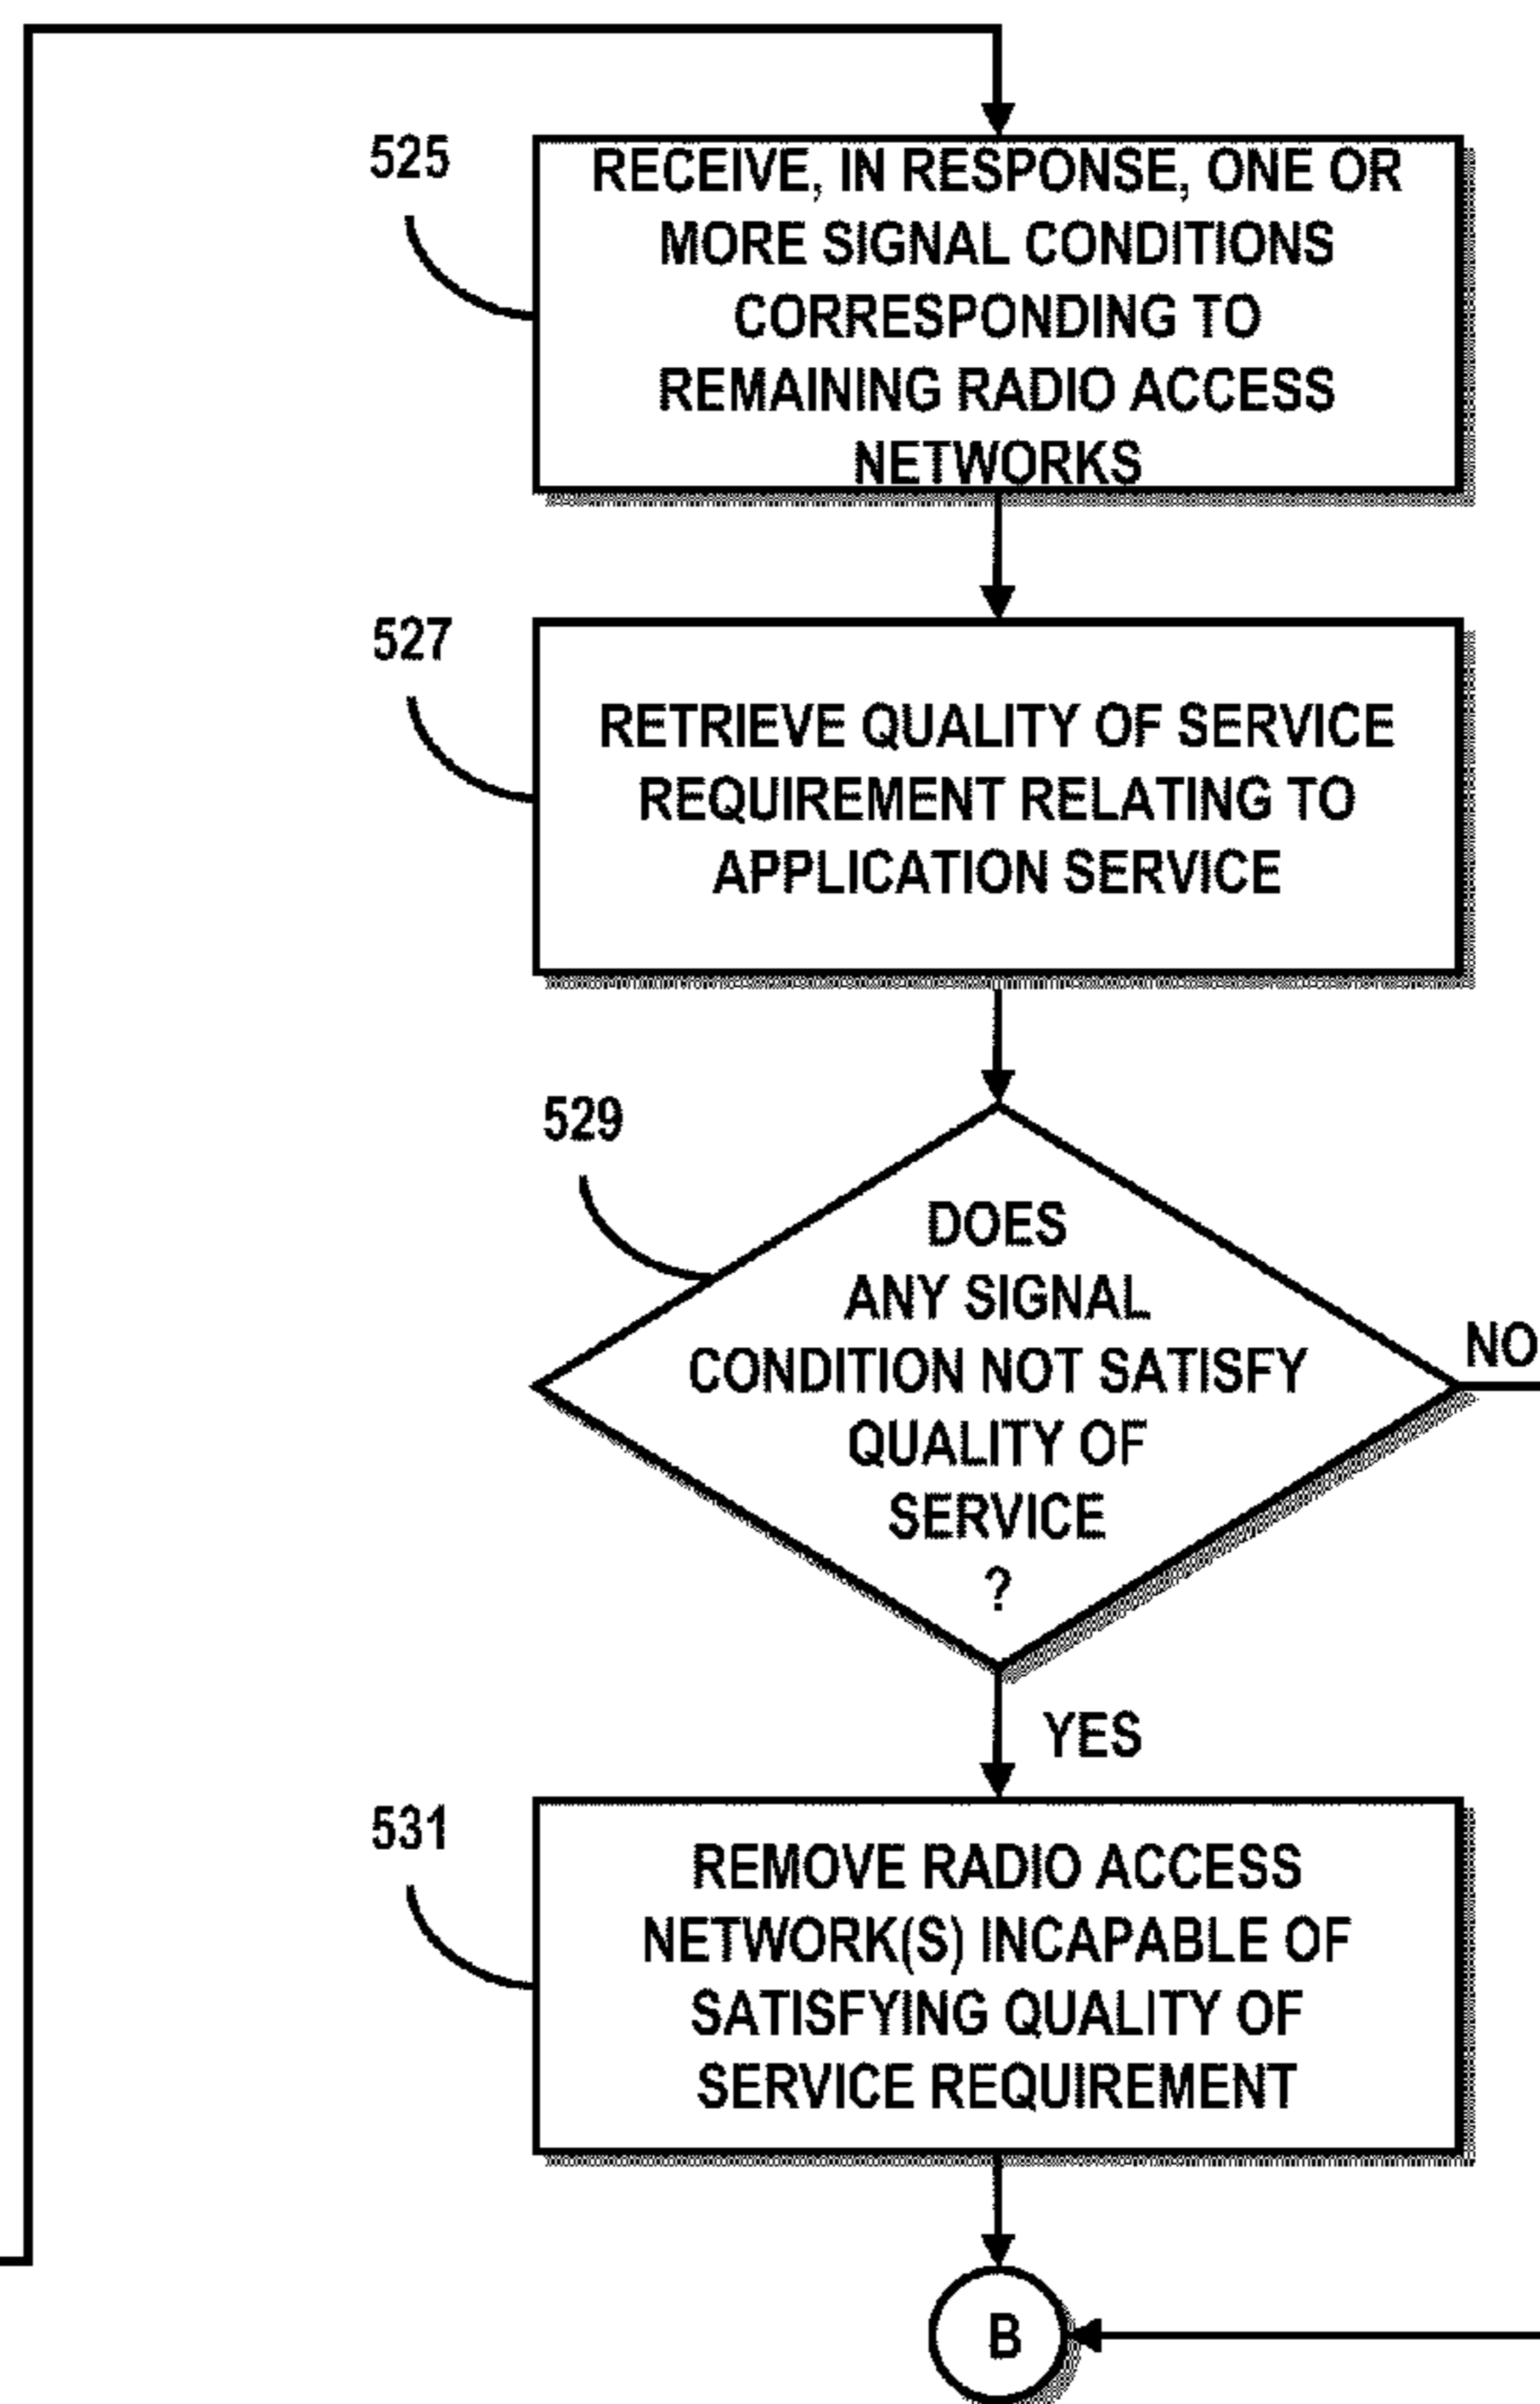 525
RECEIVE, IN RESPONSE, ONE OR
MORE SIGNAL CONDITIONS
CORRESPONDING TO
REMAINING RADIO ACCESS
NETWORKS
527
RETRIEVE QUALITY OF SERVICE
REQUIREMENT RELATING TO
APPLICATION SERVICE
529
DOES
ANY SIGNAL
CONDITION NOT SATISFY
QUALITY OF
SERVICE
?
NO
YES
531
REMOVE RADIO ACCESS
NETWORK(S) INCAPABLE OF
SATISFYING QUALITY OF
SERVICE REQUIREMENT
B